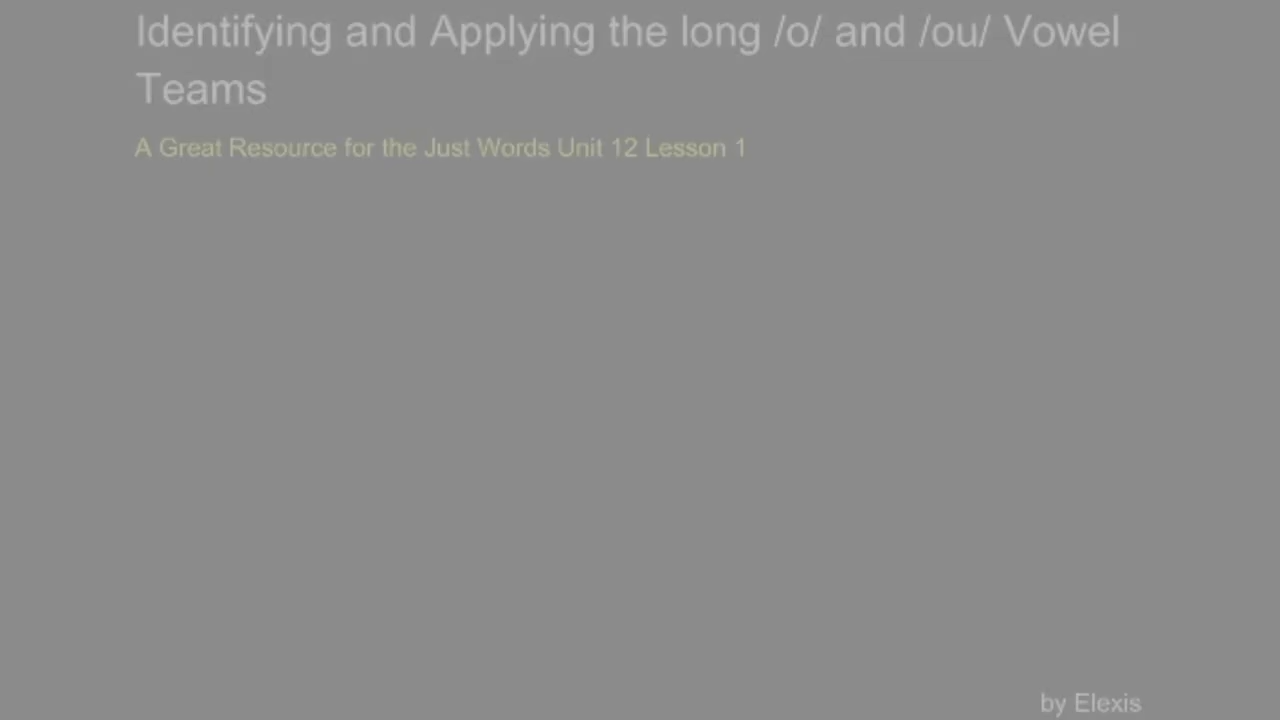 Identifying and Applying the long /o/ and /ou/ Vowel
Teams
A Great Resource for the Just Words Unit 12 Lesson 1
by Elexis